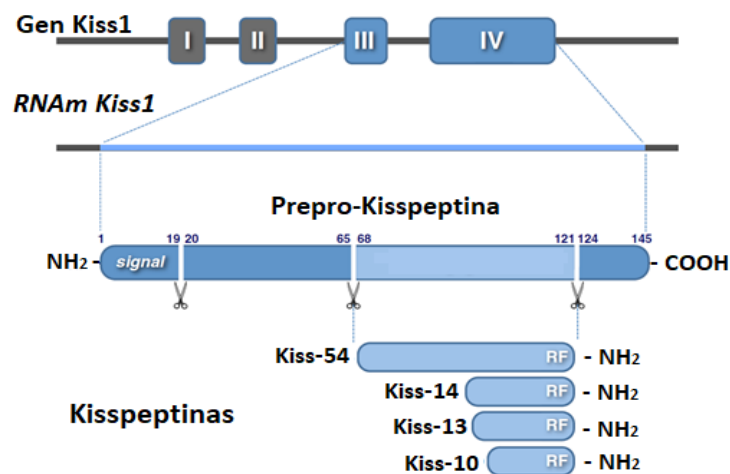 Gen Kiss1
I II III IV
RNAm Kiss1
Prepro-Kisspeptina
1 19 20 65 68 121 124 145
NH₂ - signal - COOH
Kiss-54 RF - NH₂
Kiss-14 RF - NH₂
Kiss-13 RF - NH₂
Kiss-10 RF - NH₂
Kisspeptinas